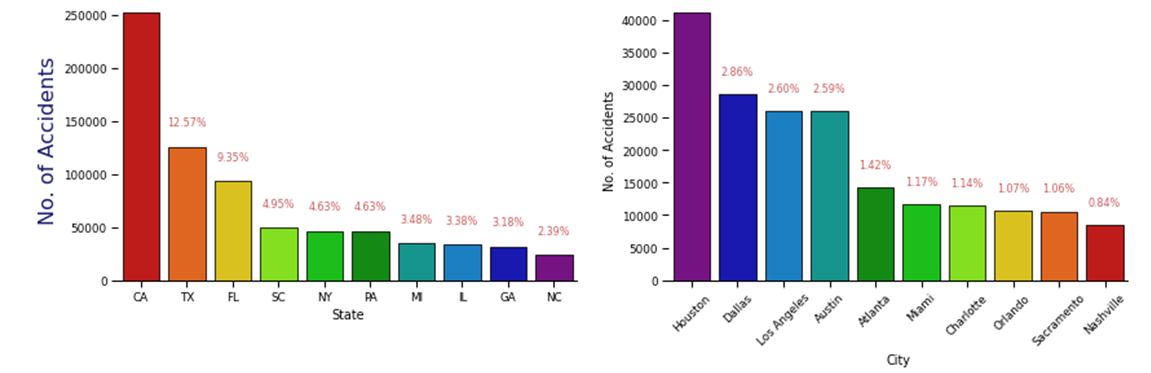 No. of Accidents
250000
200000
150000
100000
50000
0
12.57%
9.35%
4.95%
4.63%
4.63%
3.48%
3.38%
3.18%
2.39%
CA TX FL SC NY PA MI IL GA NC
State
No. of Accidents
40000
35000
30000
25000
20000
15000
10000
5000
0
2.86%
2.60%
2.59%
1.42%
1.17%
1.14%
1.07%
1.06%
0.84%
Houston
Dallas
Los Angeles
Austin
Atlanta
Miami
Charlotte
Orlando
Sacramento
Nashville
City